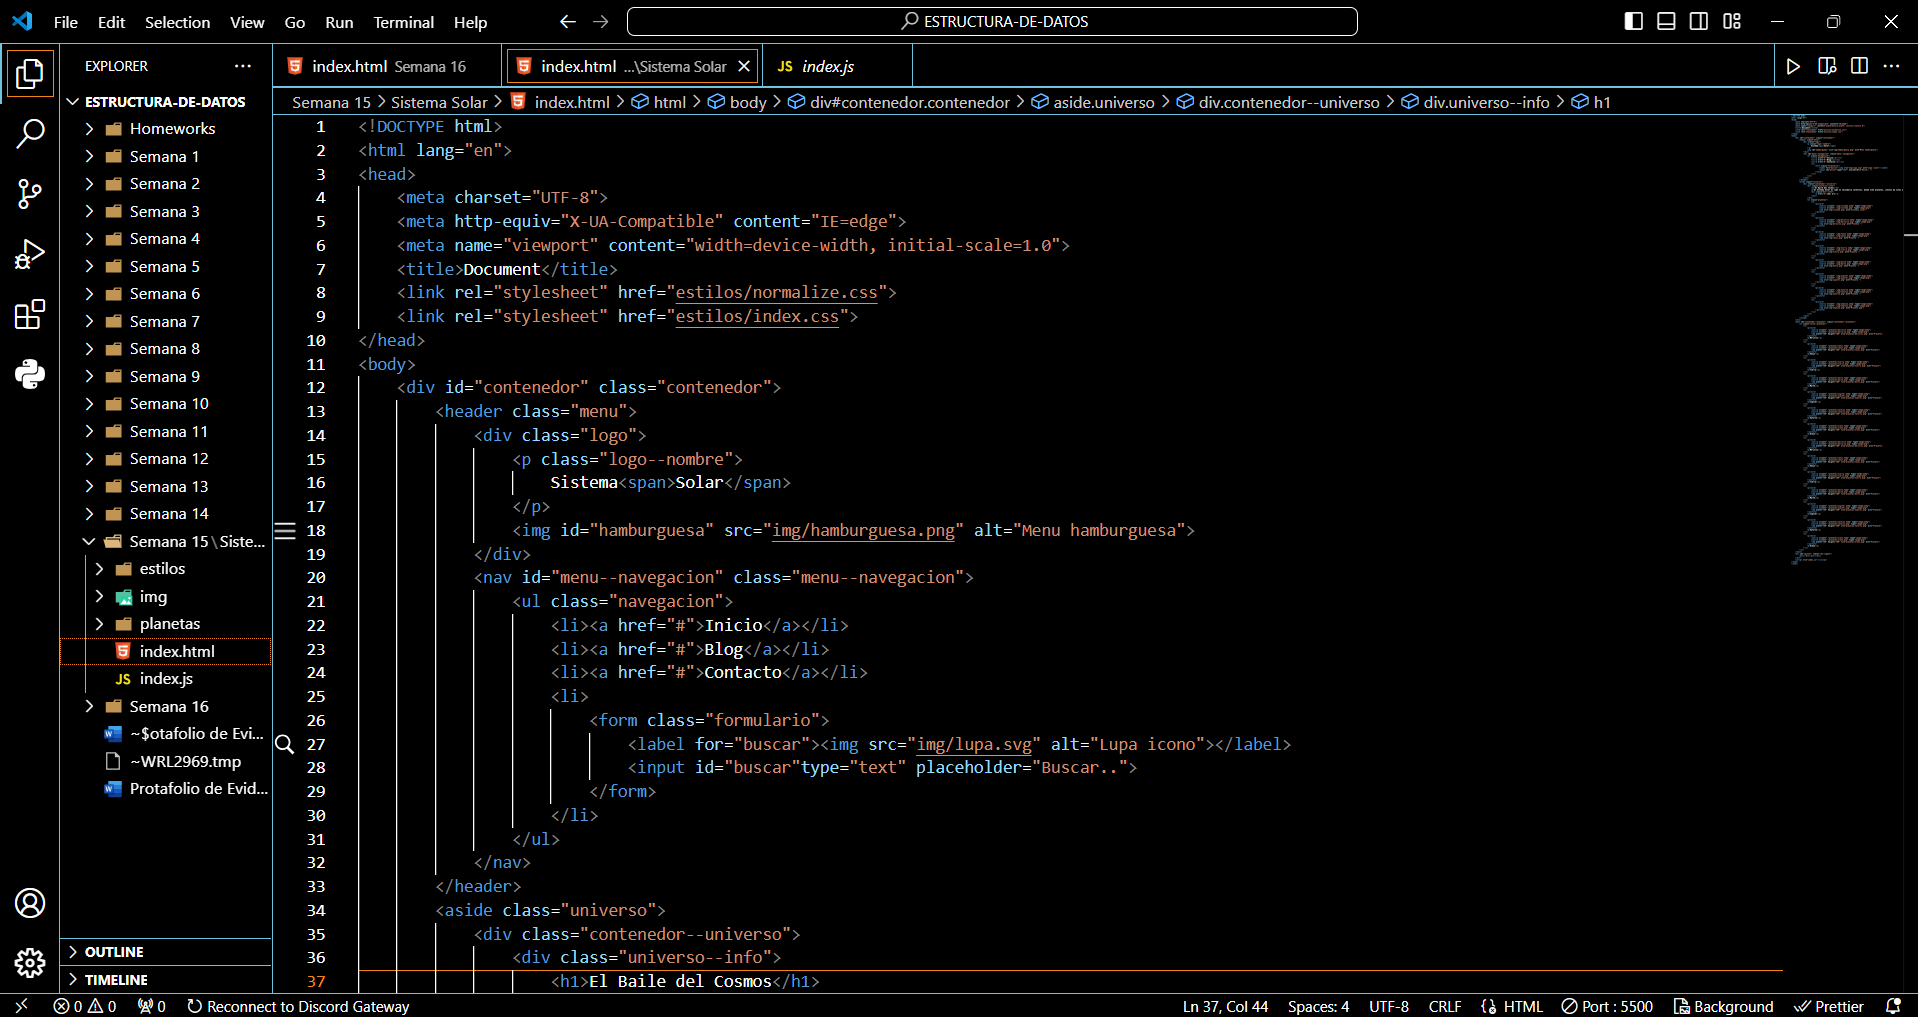 File Edit Selection View Go Run Terminal Help
ESTRUCTURA-DE-DATOS
EXPLORER
ESTRUCTURA-DE-DATOS
Homeworks
Semana 1
Semana 2
Semana 3
Semana 4
Semana 5
Semana 6
Semana 7
Semana 8
Semana 9
Semana 10
Semana 11
Semana 12
Semana 13
Semana 14
Semana 15\Siste...
estilos
img
planetas
index.html
JS index.js
Semana 16
~$otafolio de Evi...
~WRL2969.tmp
Protafolio de Evid...
OUTLINE
TIMELINE
index.html Semana 16
index.html ...\Sistema Solar
JS index.js
Semana 15 > Sistema Solar > index.html > html > body > div#contenedor.contenedor > aside.universo > div.contenedor--universo > div.universo--info > h1
1 <!DOCTYPE html>
2 <html lang="en">
3 <head>
4 <meta charset="UTF-8">
5 <meta http-equiv="X-UA-Compatible" content="IE=edge">
6 <meta name="viewport" content="width=device-width, initial-scale=1.0">
7 <title>Document</title>
8 <link rel="stylesheet" href="estilos/normalize.css">
9 <link rel="stylesheet" href="estilos/index.css">
10 </head>
11 <body>
12 <div id="contenedor" class="contenedor">
13 <header class="menu">
14 <div class="logo">
15 <p class="logo--nombre">
16 Sistema<span>Solar</span>
17 </p>
18 <img id="hamburguesa" src="img/hamburguesa.png" alt="Menu hamburguesa">
19 </div>
20 <nav id="menu--navegacion" class="menu--navegacion">
21 <ul class="navegacion">
22 <li><a href="#">Inicio</a></li>
23 <li><a href="#">Blog</a></li>
24 <li><a href="#">Contacto</a></li>
25 <li>
26 <form class="formulario">
27 <label for="buscar"><img src="img/lupa.svg" alt="Lupa icono"></label>
28 <input id="buscar"type="text" placeholder="Buscar..">
29 </form>
30 </li>
31 </ul>
32 </nav>
33 </header>
34 <aside class="universo">
35 <div class="contenedor--universo">
36 <div class="universo--info">
37 <h1>El Baile del Cosmos</h1>
0 0 0 Reconnect to Discord Gateway Ln 37, Col 44 Spaces: 4 UTF-8 CRLF HTML Port : 5500 Background Prettier